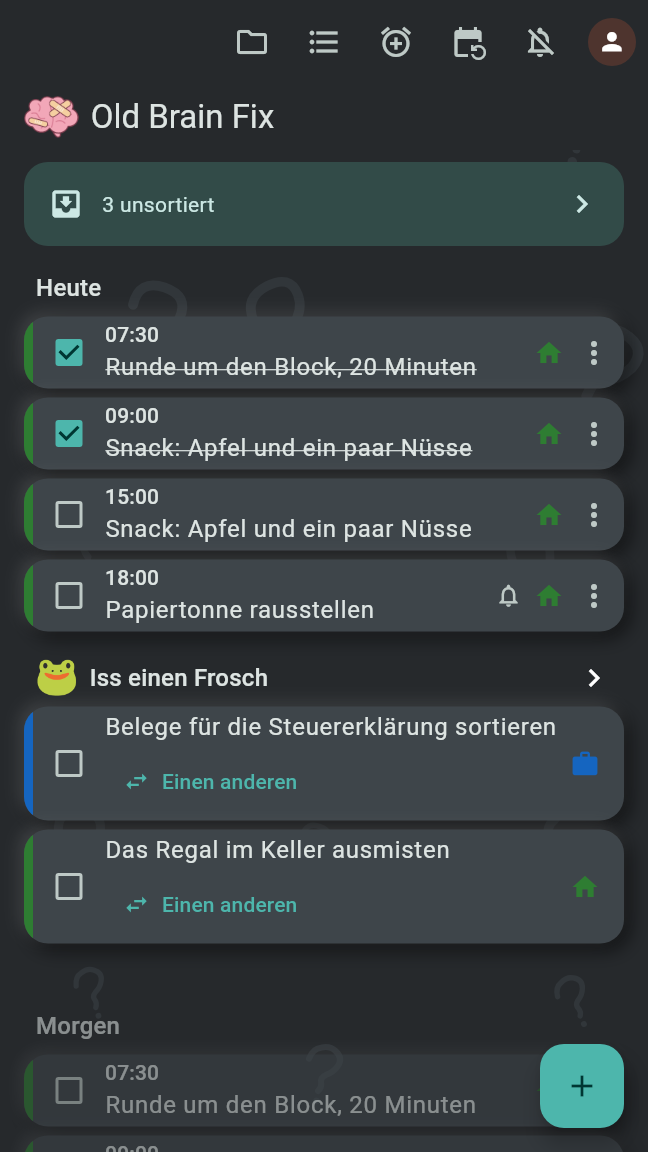 Old Brain Fix
3 unsortiert
Heute
07:30
Runde um den Block, 20 Minuten
09:00
Snack: Apfel und ein paar Nüsse
15:00
Snack: Apfel und ein paar Nüsse
18:00
Papiertonne rausstellen
Iss einen Frosch
Belege für die Steuererklärung sortieren
Einen anderen
Das Regal im Keller ausmisten
Einen anderen
Morgen
07:30
Runde um den Block, 20 Minuten